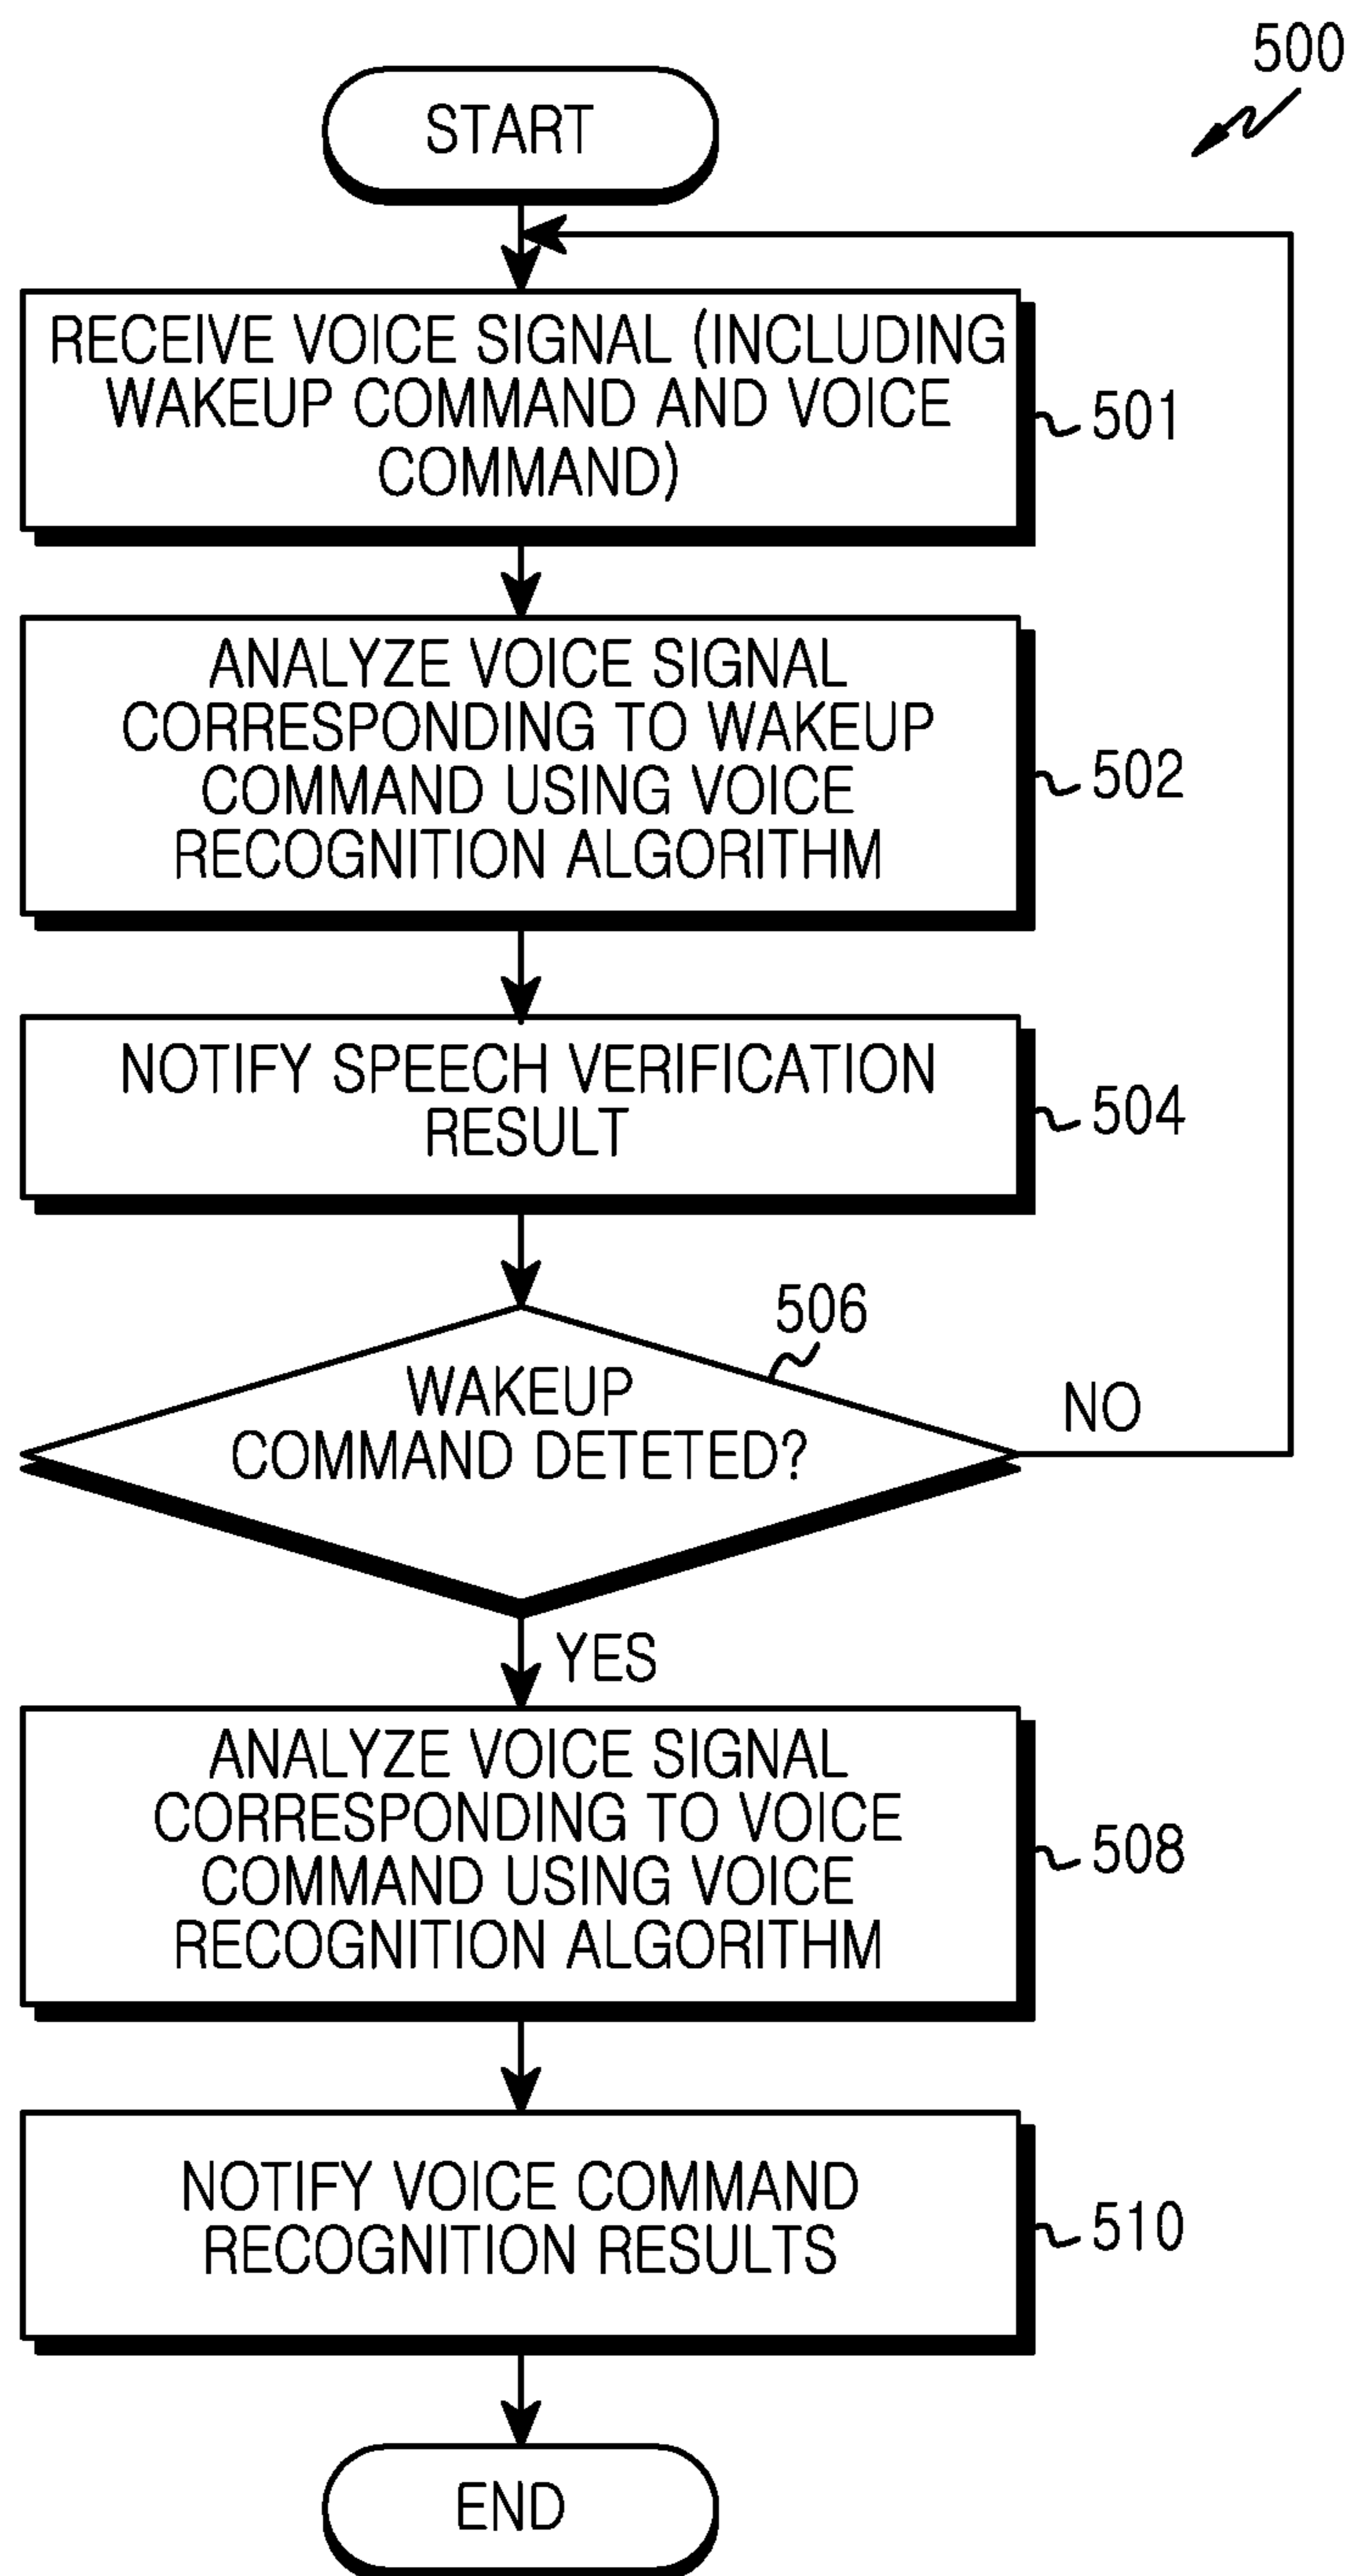 500
START
RECEIVE VOICE SIGNAL (INCLUDING
WAKEUP COMMAND AND VOICE
COMMAND)
501
ANALYZE VOICE SIGNAL
CORRESPONDING TO WAKEUP
COMMAND USING VOICE
RECOGNITION ALGORITHM
502
NOTIFY SPEECH VERIFICATION
RESULT
504
506
WAKEUP
COMMAND DETETED?
NO
YES
ANALYZE VOICE SIGNAL
CORRESPONDING TO VOICE
COMMAND USING VOICE
RECOGNITION ALGORITHM
508
NOTIFY VOICE COMMAND
RECOGNITION RESULTS
510
END